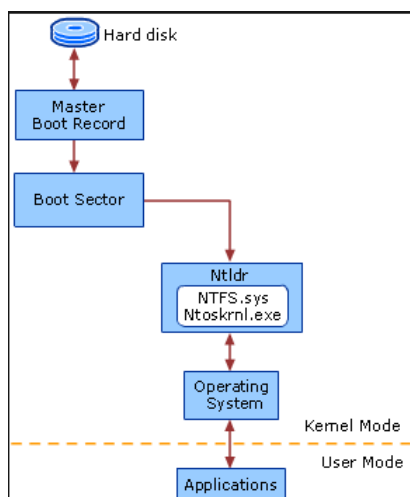 Hard disk
Master
Boot Record
Boot Sector
Ntldr
NTFS.sys
Ntoskrnl.exe
Operating
System
Kernel Mode
User Mode
Applications